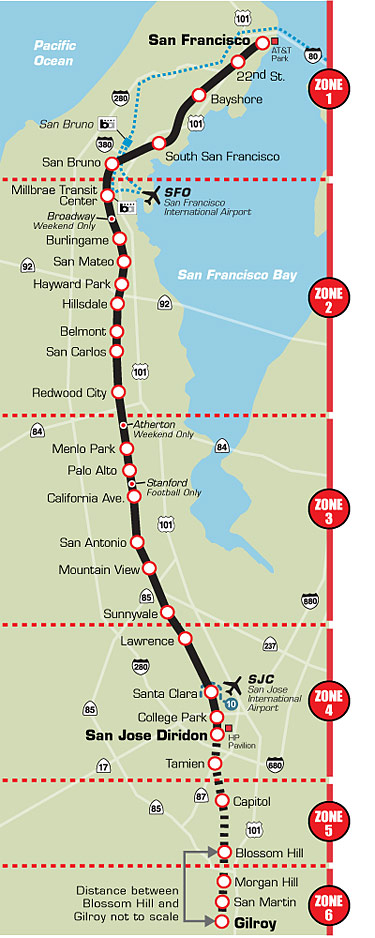 101
San Francisco
Pacific
Ocean
AT&T
Park
80
22nd St.
ZONE
1
280
Bayshore
101
San Bruno
ba
380
South San Francisco
San Bruno
Millbrae Transit
Center
SFO
San Francisco
International Airport
ba
Broadway
Weekend Only
Burlingame
92
San Mateo
San Francisco Bay
Hayward Park
ZONE
2
Hillsdale
92
Belmont
San Carlos
101
Redwood City
Atherton
Weekend Only
84
Menlo Park
84
Palo Alto
Stanford
Football Only
California Ave.
ZONE
3
101
San Antonio
Mountain View
85
880
Sunnyvale
Lawrence
237
280
SJC
San Jose
International
Airport
Santa Clara
10
ZONE
4
85
College Park
San Jose Diridon
HP
Pavilion
17
Tamien
680
87
Capitol
85
ZONE
5
101
Blossom Hill
Distance between
Blossom Hill and
Gilroy not to scale
Morgan Hill
San Martin
ZONE
6
Gilroy